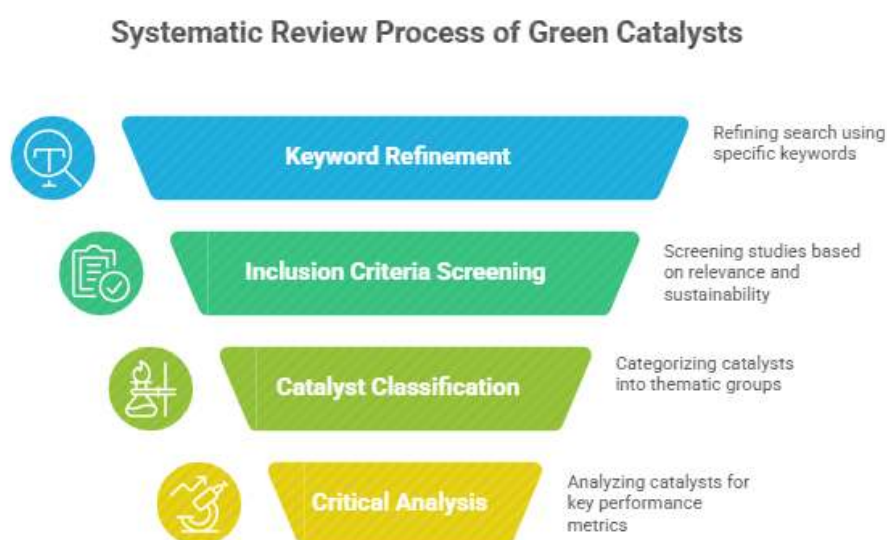 Systematic Review Process of Green Catalysts
Keyword Refinement
Refining search using
specific keywords
Inclusion Criteria Screening
Screening studies based
on relevance and
sustainability
Catalyst Classification
Categorizing catalysts
into thematic groups
Critical Analysis
Analyzing catalysts for
key performance
metrics